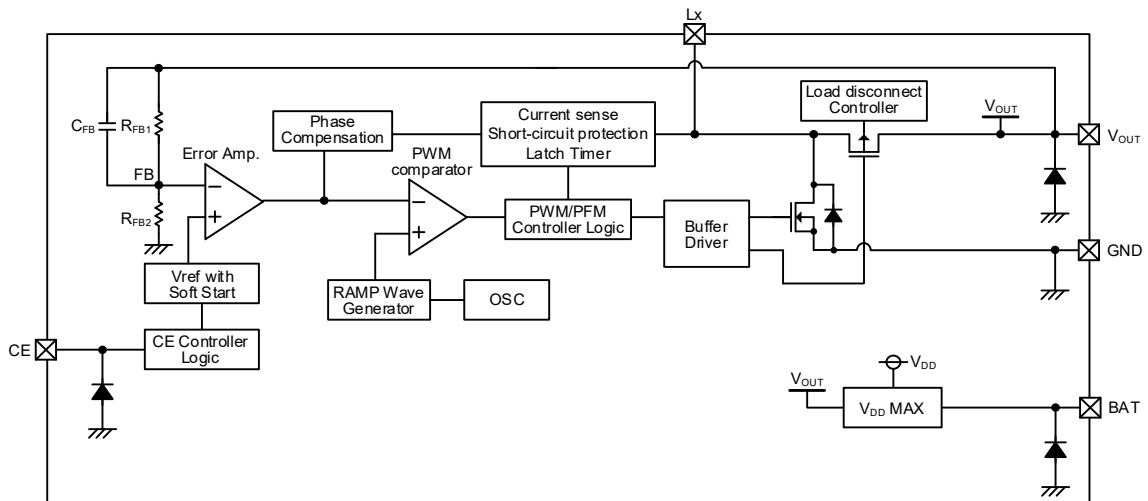 Lx
Load disconnect
Controller
Current sense
Short-circuit protection
Latch Timer
Phase
Compensation
VOUT
VOUT
CFB
RFB1
Error Amp.
PWM
comparator
FB
RFB2
−
+
−
+
PWM/PFM
Controller Logic
Buffer
Driver
GND
Vref with
Soft Start
RAMP Wave
Generator
OSC
CE
CE Controller
Logic
VDD
VOUT
VDD MAX
BAT